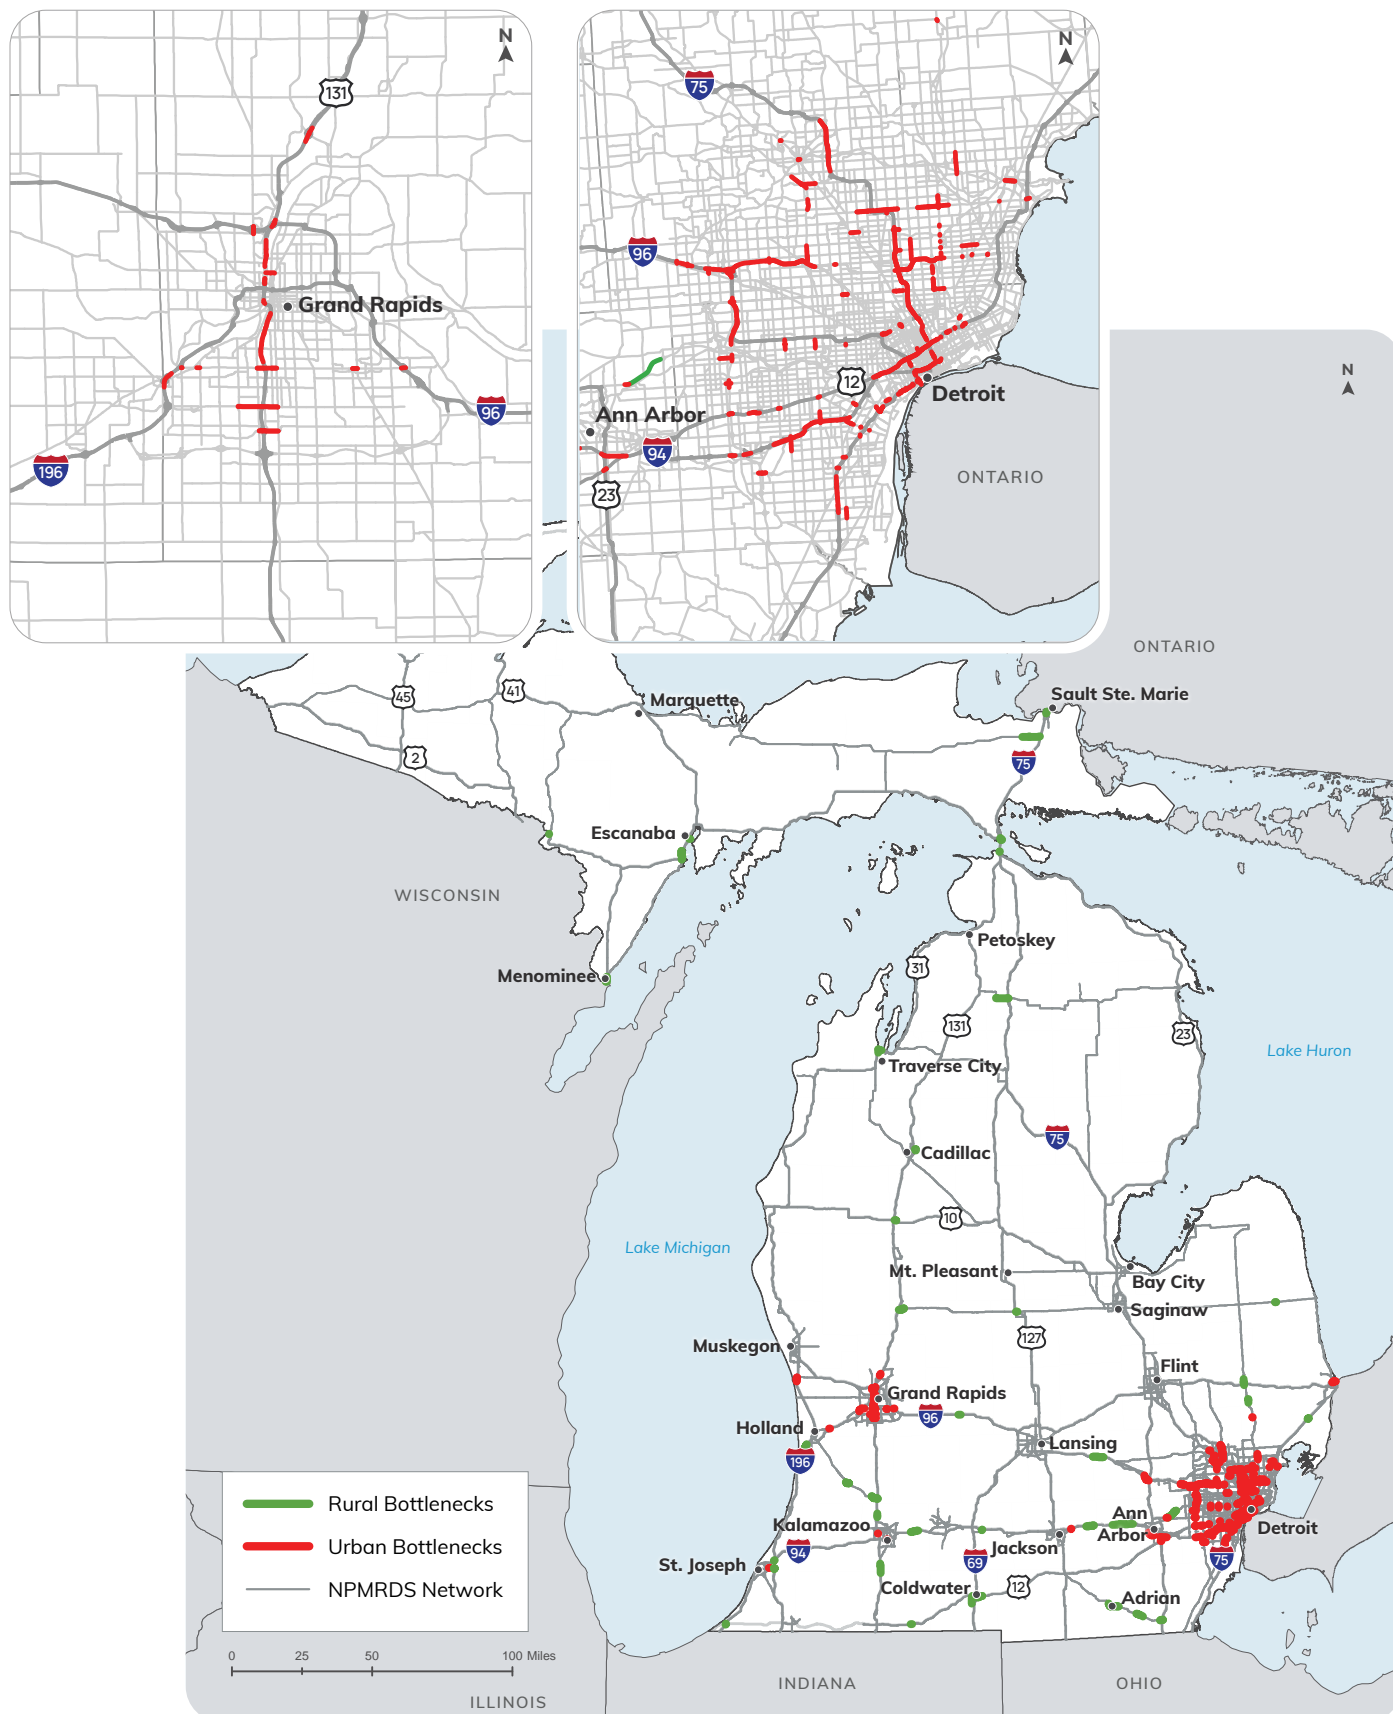 N
131
Grand Rapids
96
196
N
75
96
12
Detroit
Ann Arbor
94
23
ONTARIO
N
ONTARIO
45
41
Marquette
Sault Ste. Marie
2
75
Escanaba
WISCONSIN
Petoskey
Menominee
31
131
23
Lake Huron
Traverse City
75
Cadillac
10
Lake Michigan
Mt. Pleasant
Bay City
Saginaw
127
Muskegon
Flint
Grand Rapids
96
Holland
Lansing
196
Rural Bottlenecks
Urban Bottlenecks
NPMRDS Network
Kalamazoo
Ann
Arbor
Detroit
Jackson
94
69
75
St. Joseph
Coldwater
12
Adrian
0 25 50 100 Miles
INDIANA
OHIO
ILLINOIS